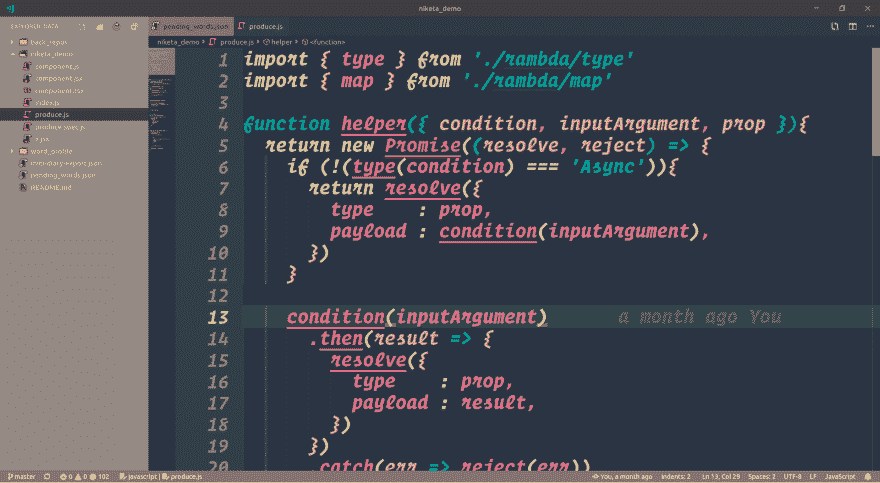 niketa_demo
EXPLORER: DATA
back_repos
niketa_demo
component.js
component.tsx
component.tsx
index.js
produce.js
produce.spec.js
word_profile
pending_words.json
README.md
pending_words.json
produce.js
niketa_demo > produce.js > helper > <function>
1 import { type } from './rambda/type'
2 import { map } from './rambda/map'
3
4 function helper({ condition, inputArgument, prop }){
5 return new Promise((resolve, reject) => {
6 if (!(type(condition) === 'Async')){
7 return resolve({
8 type : prop,
9 payload : condition(inputArgument),
10 })
11 }
12
13 condition(inputArgument) a month ago You
14 .then(result => {
15 resolve({
16 type : prop,
17 payload : result,
18 })
19 })
20 .catch(err => reject(err))
master 0 0 102 javascript | produce.js You, a month ago indents: 2 Ln 13, Col 29 Spaces: 2 UTF-8 LF JavaScript